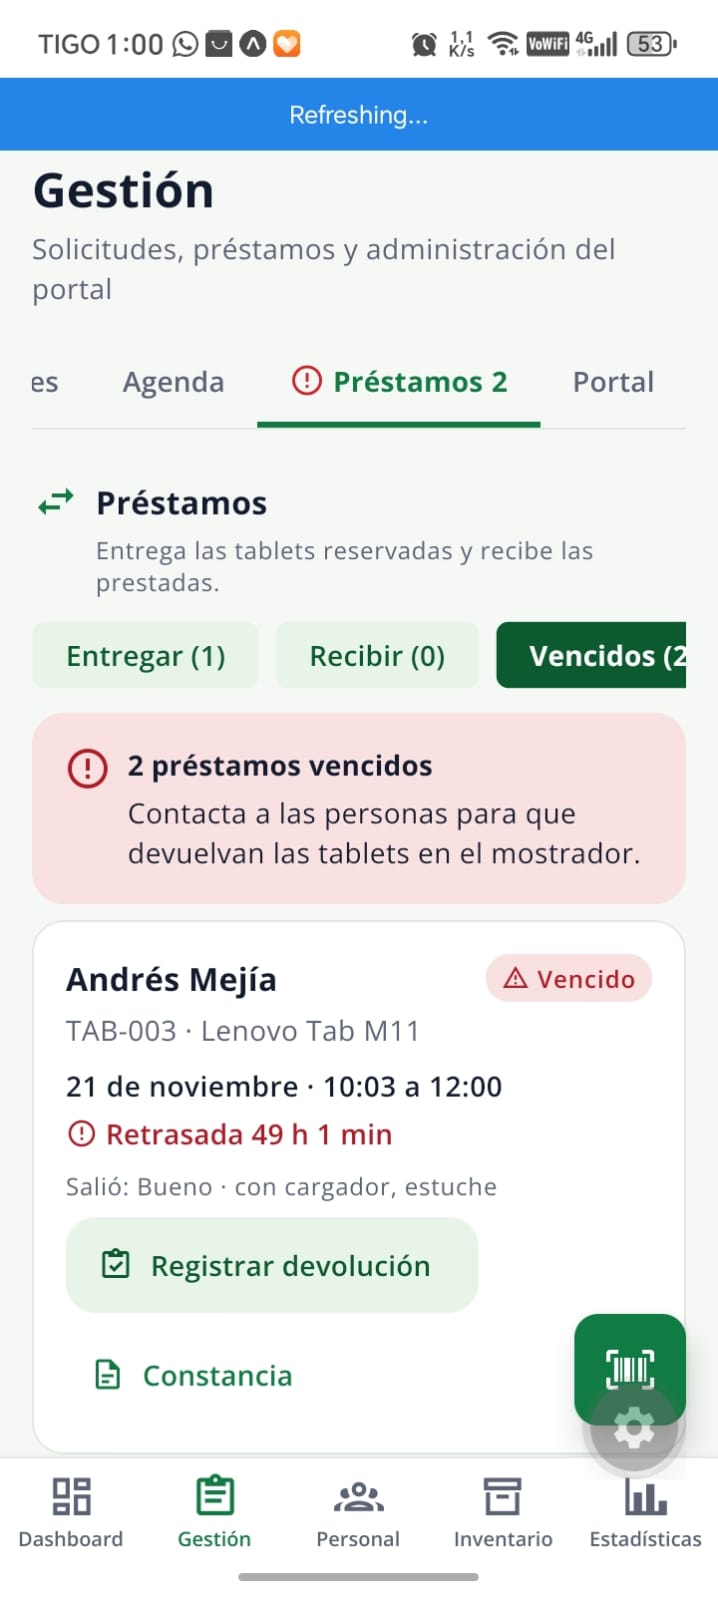 TIGO 1:00 1,1 K/s VoWiFi 4G 53
Refreshing...
Gestión
Solicitudes, préstamos y administración del
portal
es Agenda Préstamos 2 Portal
Préstamos
Entrega las tablets reservadas y recibe las
prestadas.
Entregar (1) Recibir (0) Vencidos (2
2 préstamos vencidos
Contacta a las personas para que
devuelvan las tablets en el mostrador.
Andrés Mejía Vencido
TAB-003 · Lenovo Tab M11
21 de noviembre · 10:03 a 12:00
Retrasada 49 h 1 min
Salió: Bueno · con cargador, estuche
Registrar devolución
Constancia
Dashboard Gestión Personal Inventario Estadísticas